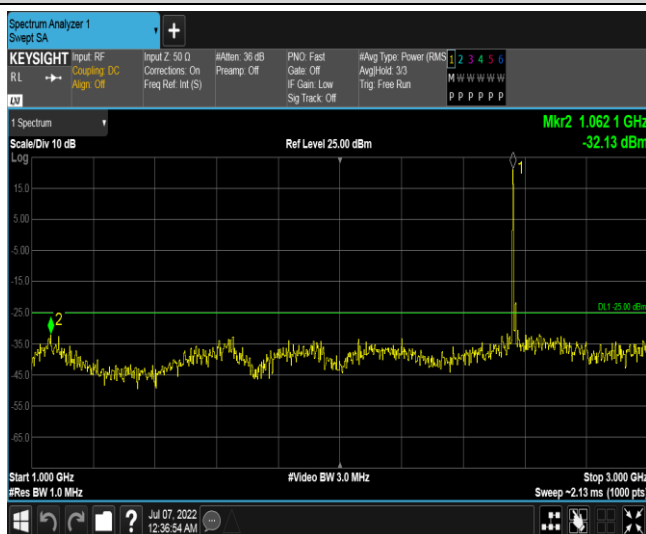 Spectrum Analyzer 1
Swept SA
+
KEYSIGHT
RL
LXI
Input: RF
Coupling: DC
Align: Off
Input Z: 50 Ω
Corrections: On
Freq Ref: Int (S)
#Atten: 36 dB
Preamp: Off
PNO: Fast
Gate: Off
IF Gain: Low
Sig Track: Off
#Avg Type: Power (RMS
Avg|Hold: 3/3
Trig: Free Run
1 2 3 4 5 6
M W W W W W
P P P P P P
1 Spectrum
Mkr2 1.062 1 GHz
-32.13 dBm
Scale/Div 10 dB
Ref Level 25.00 dBm
Log
1
15.0
5.00
-5.00
-15.0
-25.0
DL1 -25.00 dBm
2
-35.0
-45.0
-55.0
-65.0
Start 1.000 GHz
#Video BW 3.0 MHz
Stop 3.000 GHz
#Res BW 1.0 MHz
Sweep ~2.13 ms (1000 pts)
?
Jul 07, 2022
12:36:54 AM